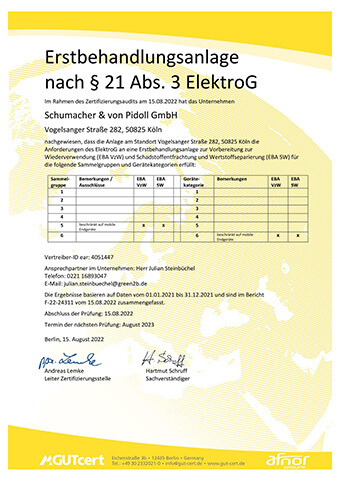 Erstbehandlungsanlage
nach § 21 Abs. 3 ElektroG
Im Rahmen des Zertifizierungsaudits am 15.08.2022 hat das Unternehmen
Schumacher & von Pidoll GmbH
Vogelsanger Straße 282, 50825 Köln
nachgewiesen, dass die Anlage am Standort Vogelsanger Straße 282, 50825 Köln die
Anforderungen des ElektroG an eine Erstbehandlungsanlage zur Vorbereitung zur
Wiederverwendung (EBA VzW) und Schadstoffentfrachtung und Wertstoffseparierung (EBA SW) für
die folgende Sammelgruppen und Gerätekategorien erfüllt:
Sammel-gruppe Bemerkungen / Ausschlüsse EBA VzW EBA SW Geräte-kategorie Bemerkungen EBA VzW EBA SW
1 1
2 2
3 3
4 4
5 beschränkt auf mobile Endgeräte x x 5
6 6 beschränkt auf mobile Endgeräte x x
Vertreiber-ID ear: 4051447
Ansprechpartner im Unternehmen: Herr Julian Steinbüchel
Telefon: 0221 16893047
E-Mail: julian.steinbuechel@green2b.de
Die Ergebnisse basieren auf Daten vom 01.01.2021 bis 31.12.2021 und sind im Bericht
F-22-24311 vom 15.08.2022 zusammengefasst.
Abschluss der Prüfung: 15.08.2022
Termin der nächsten Prüfung: August 2023
Berlin, 15. August 2022
Andreas Lemke
Leiter Zertifizierungsstelle
Hartmut Schruff
Sachverständiger
GUTcert
Eichenstraße 3b • 12435 Berlin • Germany
Tel.: +49 30 2332021-0 • info@gut-cert.de • www.gut-cert.de
afnor